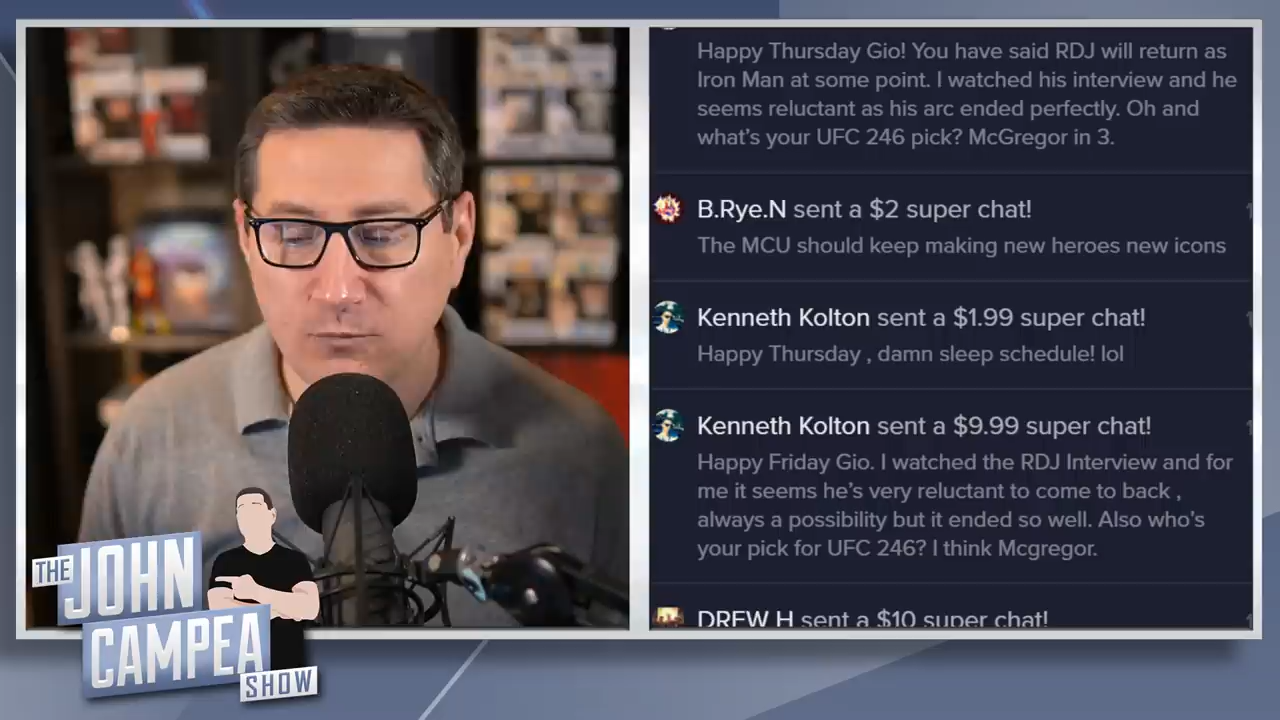 Happy Thursday Gio! You have said RDJ will return as
Iron Man at some point. I watched his interview and he
seems reluctant as his arc ended perfectly. Oh and
what's your UFC 246 pick? McGregor in 3.
B.Rye.N sent a $2 super chat!
The MCU should keep making new heroes new icons
Kenneth Kolton sent a $1.99 super chat!
Happy Thursday , damn sleep schedule! lol
Kenneth Kolton sent a $9.99 super chat!
Happy Friday Gio. I watched the RDJ Interview and for
me it seems he's very reluctant to come to back ,
always a possibility but it ended so well. Also who's
your pick for UFC 246? I think Mcgregor.
DREW H sent a $10 super chat!
THE
JOHN
CAMPEA
SHOW